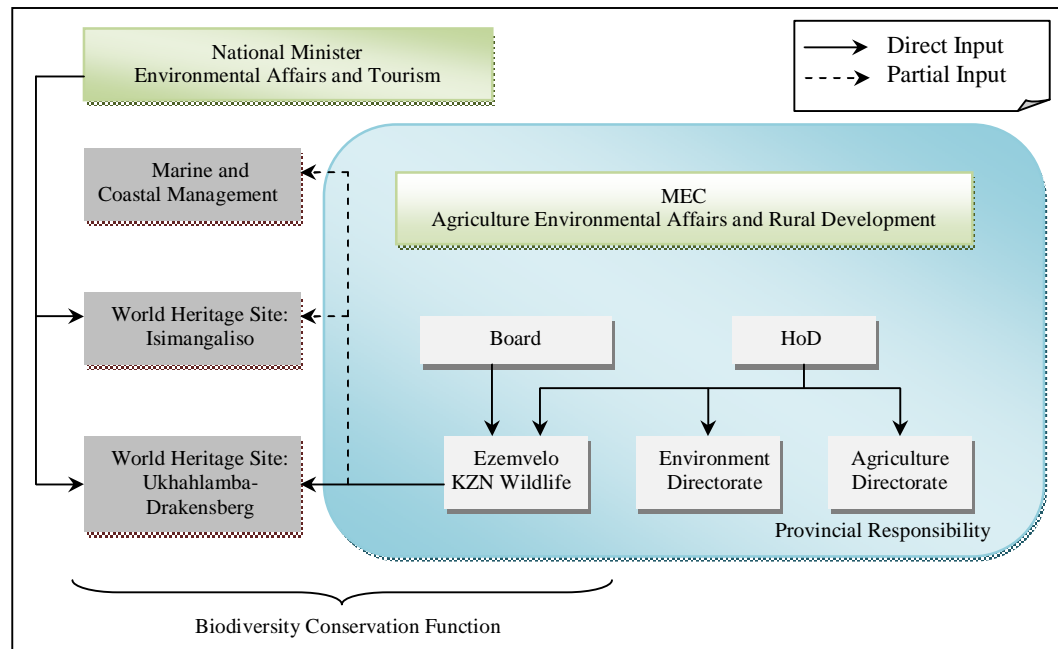 National Minister
Environmental Affairs and Tourism
Direct Input
Partial Input
Marine and
Coastal Management
MEC
Agriculture Environmental Affairs and Rural Development
World Heritage Site:
Isimangaliso
Board
HoD
World Heritage Site:
Ukhahlamba-
Drakensberg
Ezemvelo
KZN Wildlife
Environment
Directorate
Agriculture
Directorate
Provincial Responsibility
Biodiversity Conservation Function